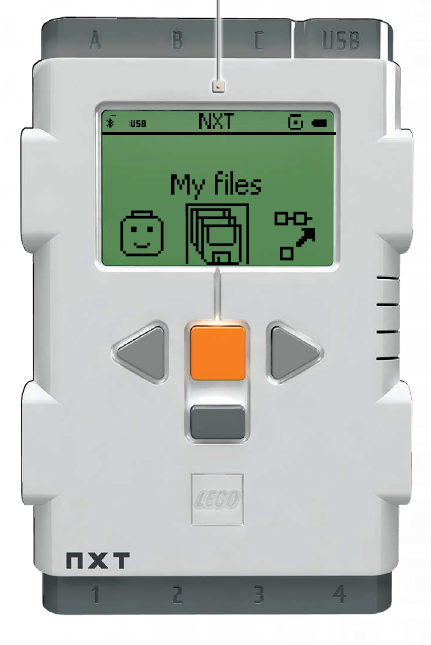 A B C USB
USB NXT
My files
LEGO
NXT
1 2 3 4